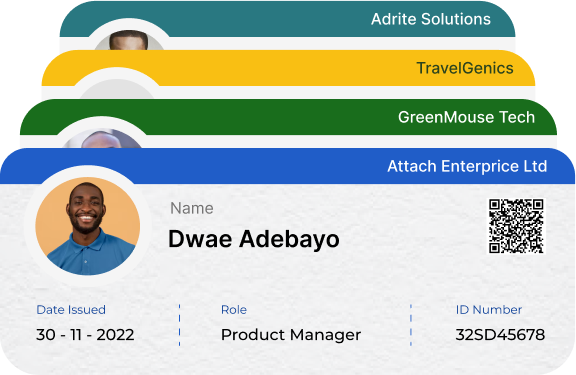 Adrite Solutions
TravelGenics
GreenMouse Tech
Attach Enterprice Ltd
Name
Dwae Adebayo
Date Issued
Role
ID Number
30 - 11 - 2022
Product Manager
32SD45678